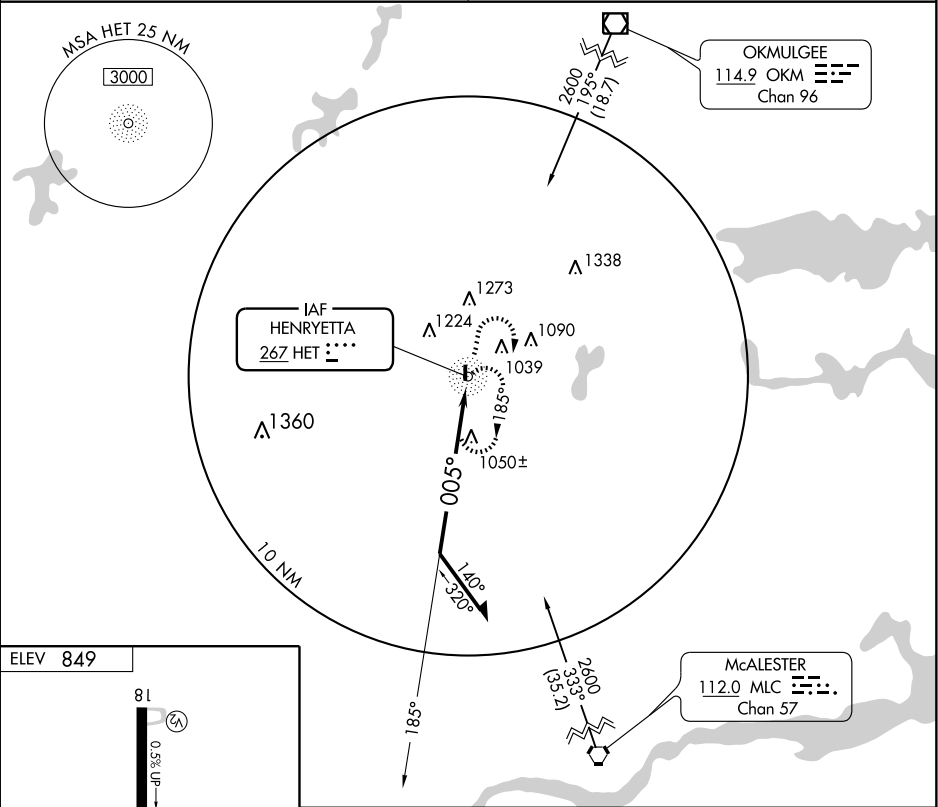 MSA HET 25 NM
3000
OKMULGEE
114.9 OKM
Chan 96
2600
195°
(18.7)
1338
1273
1224
1090
1039
IAF
HENRYETTA
267 HET
1360
185°
1050±
005°
10 NM
140°
320°
2600
333°
(35.2)
McALESTER
112.0 MLC
Chan 57
185°
ELEV 849
18
V2
0.5% UP